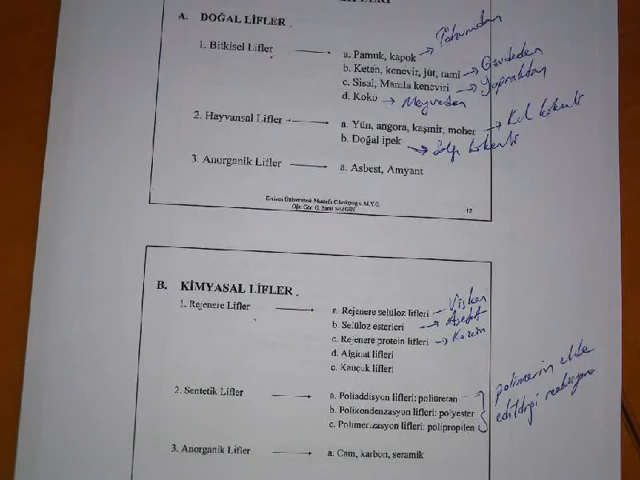 A. DOĞAL LİFLER
1. Bitkisel Lifler
a. Pamuk, kapok → Tohumdan
b. Keten, kenevir, jüt, rami → Gövdeden
c. Sisal, Manila keneviri → Yapraktan
d. Koko → Meyveden
2. Hayvansal Lifler
a. Yün, angora, kaşmir, moher → Kıl kökenli
b. Doğal ipek → Salgı kökenli
3. Anorganik Lifler
a. Asbest, Amyant
12
B. KİMYASAL LİFLER
1. Rejenere Lifler
a. Rejenere selüloz lifleri → Viskon
b. Selüloz esterleri → Asetat
c. Rejenere protein lifleri → Kazein
d. Alginat lifleri
e. Kauçuk lifleri
2. Sentetik Lifler
a. Poliaddisyon lifleri: poliüretan
b. Polikondenzasyon lifleri: polyester
c. Polimerizasyon lifleri: polipropilen
polimerin elde
edildiği reaksiyona
3. Anorganik Lifler
a. Cam, karbon, seramik